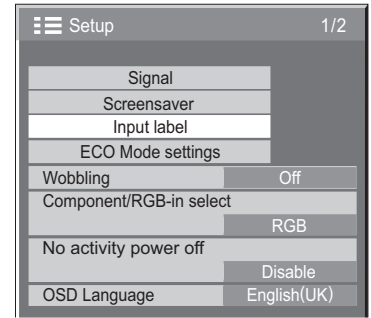 Setup 1/2
Signal
Screensaver
Input label
ECO Mode settings
Wobbling Off
Component/RGB-in select
RGB
No activity power off
Disable
OSD Language English(UK)